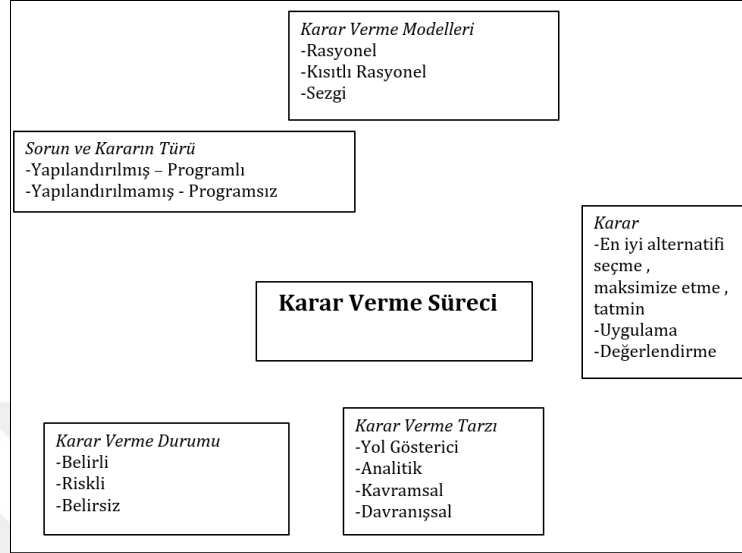 Karar Verme Modelleri
-Rasyonel
-Kısıtlı Rasyonel
-Sezgi
Sorun ve Kararın Türü
-Yapılandırılmış – Programlı
-Yapılandırılmamış - Programsız
Karar
-En iyi alternatifi
seçme ,
maksimize etme ,
tatmin
-Uygulama
-Değerlendirme
Karar Verme Süreci
Karar Verme Durumu
-Belirli
-Riskli
-Belirsiz
Karar Verme Tarzı
-Yol Gösterici
-Analitik
-Kavramsal
-Davranışsal